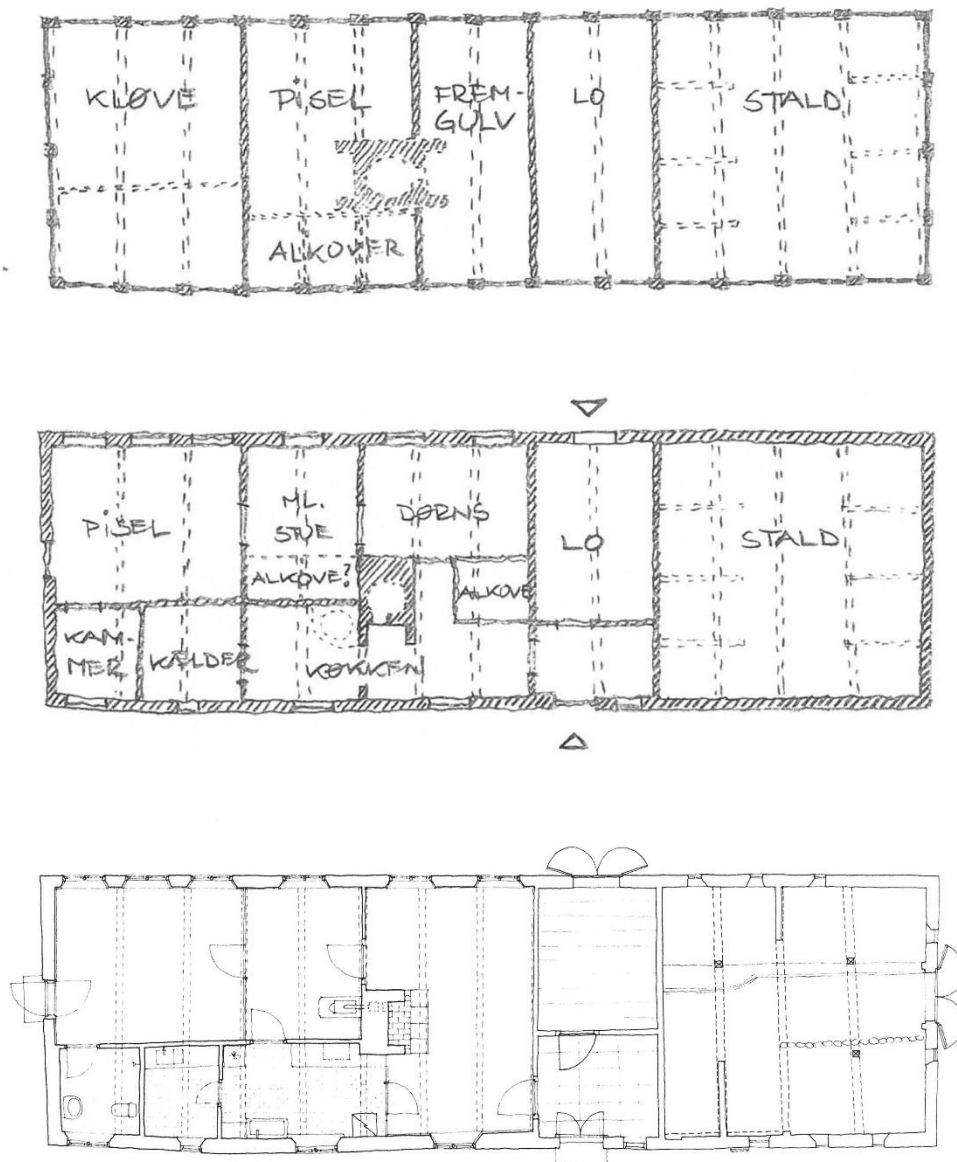 KLØVE
PISEL
FREM-
GULV
LO
STALD
ALKOVER
PISEL
ML.
STUE
DØRNS
LO
STALD
ALKOVE?
ALKOVE
KAM-
MER
KÆLDER
KØKKEN